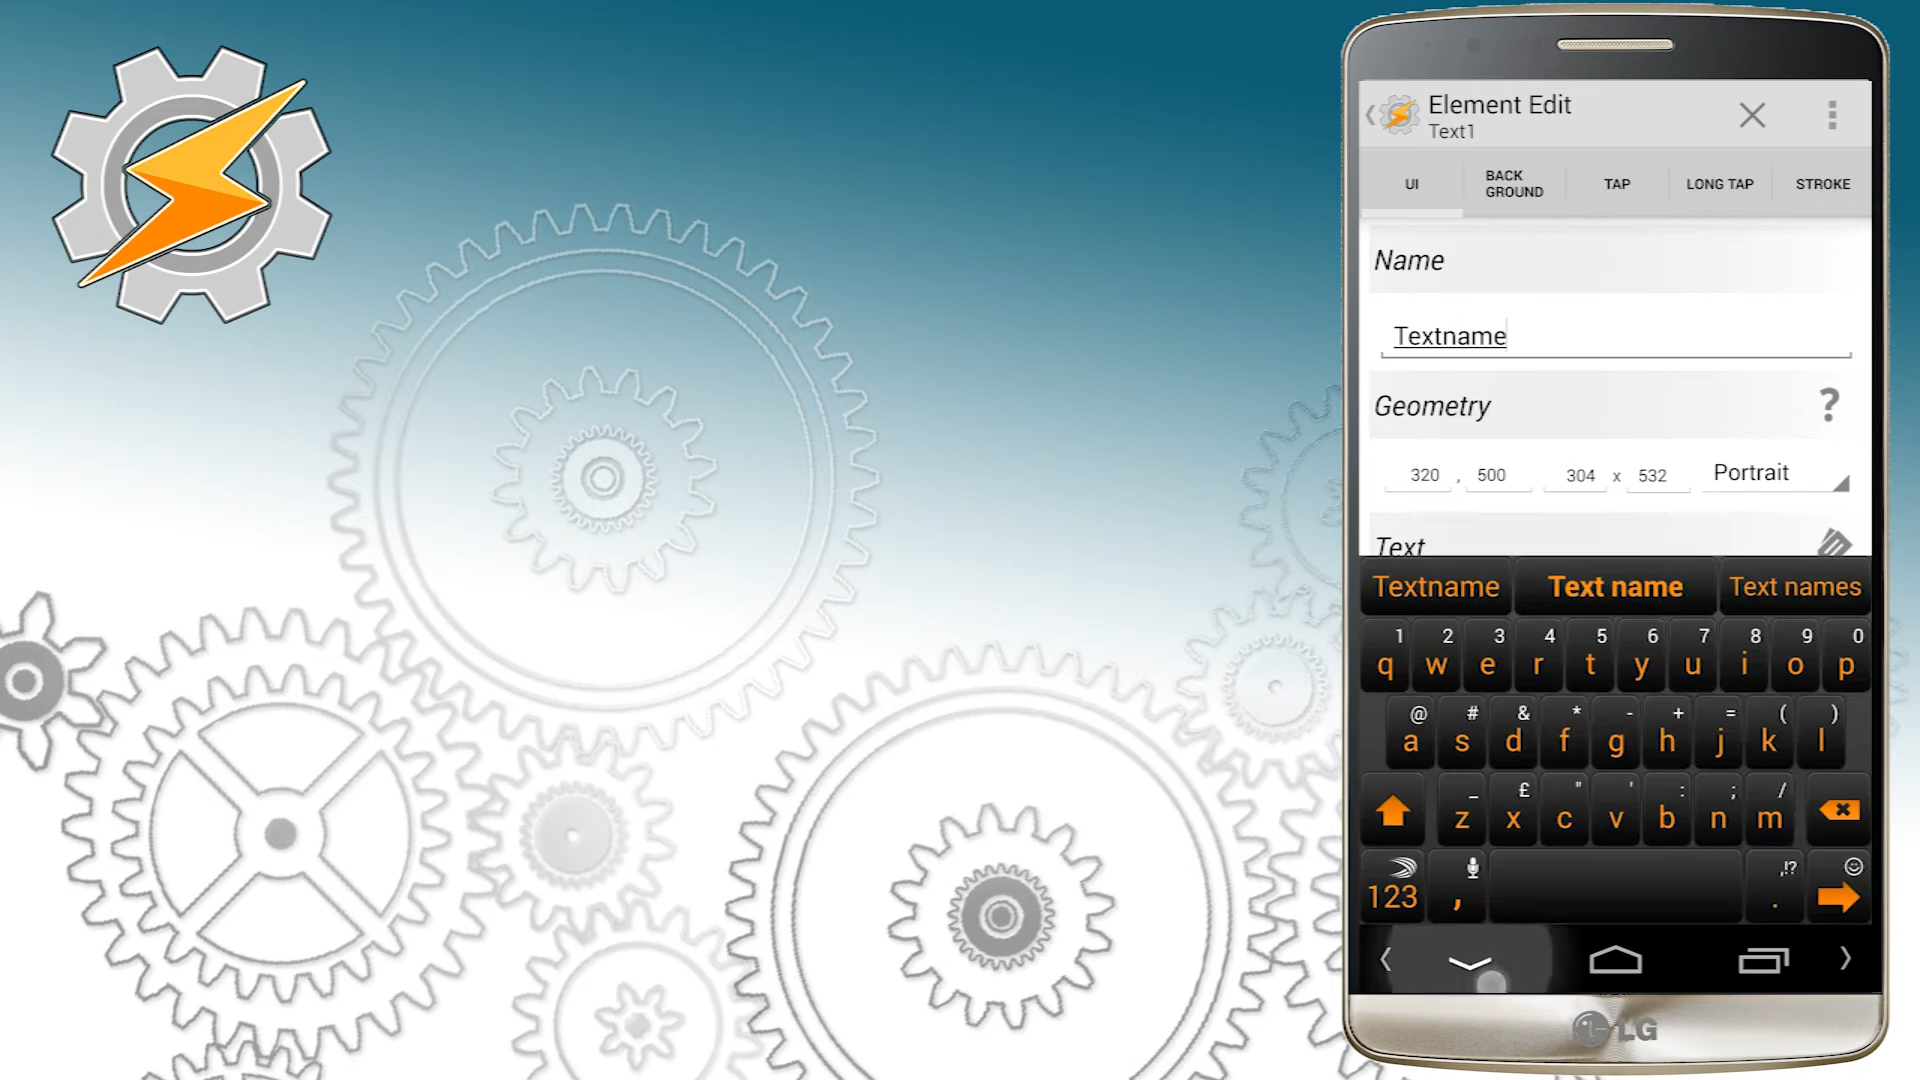 Element Edit
Text1
UI
BACK
GROUND
TAP
LONG TAP
STROKE
Name
Textname
Geometry
?
320 , 500 304 x 532 Portrait
Text
Textname Text name Text names
1 2 3 4 5 6 7 8 9 0
q w e r t y u i o p
@ # & * - + = ( )
a s d f g h j k l
_ £ " ' : ; /
z x c v b n m
,!?
123 , .
LG